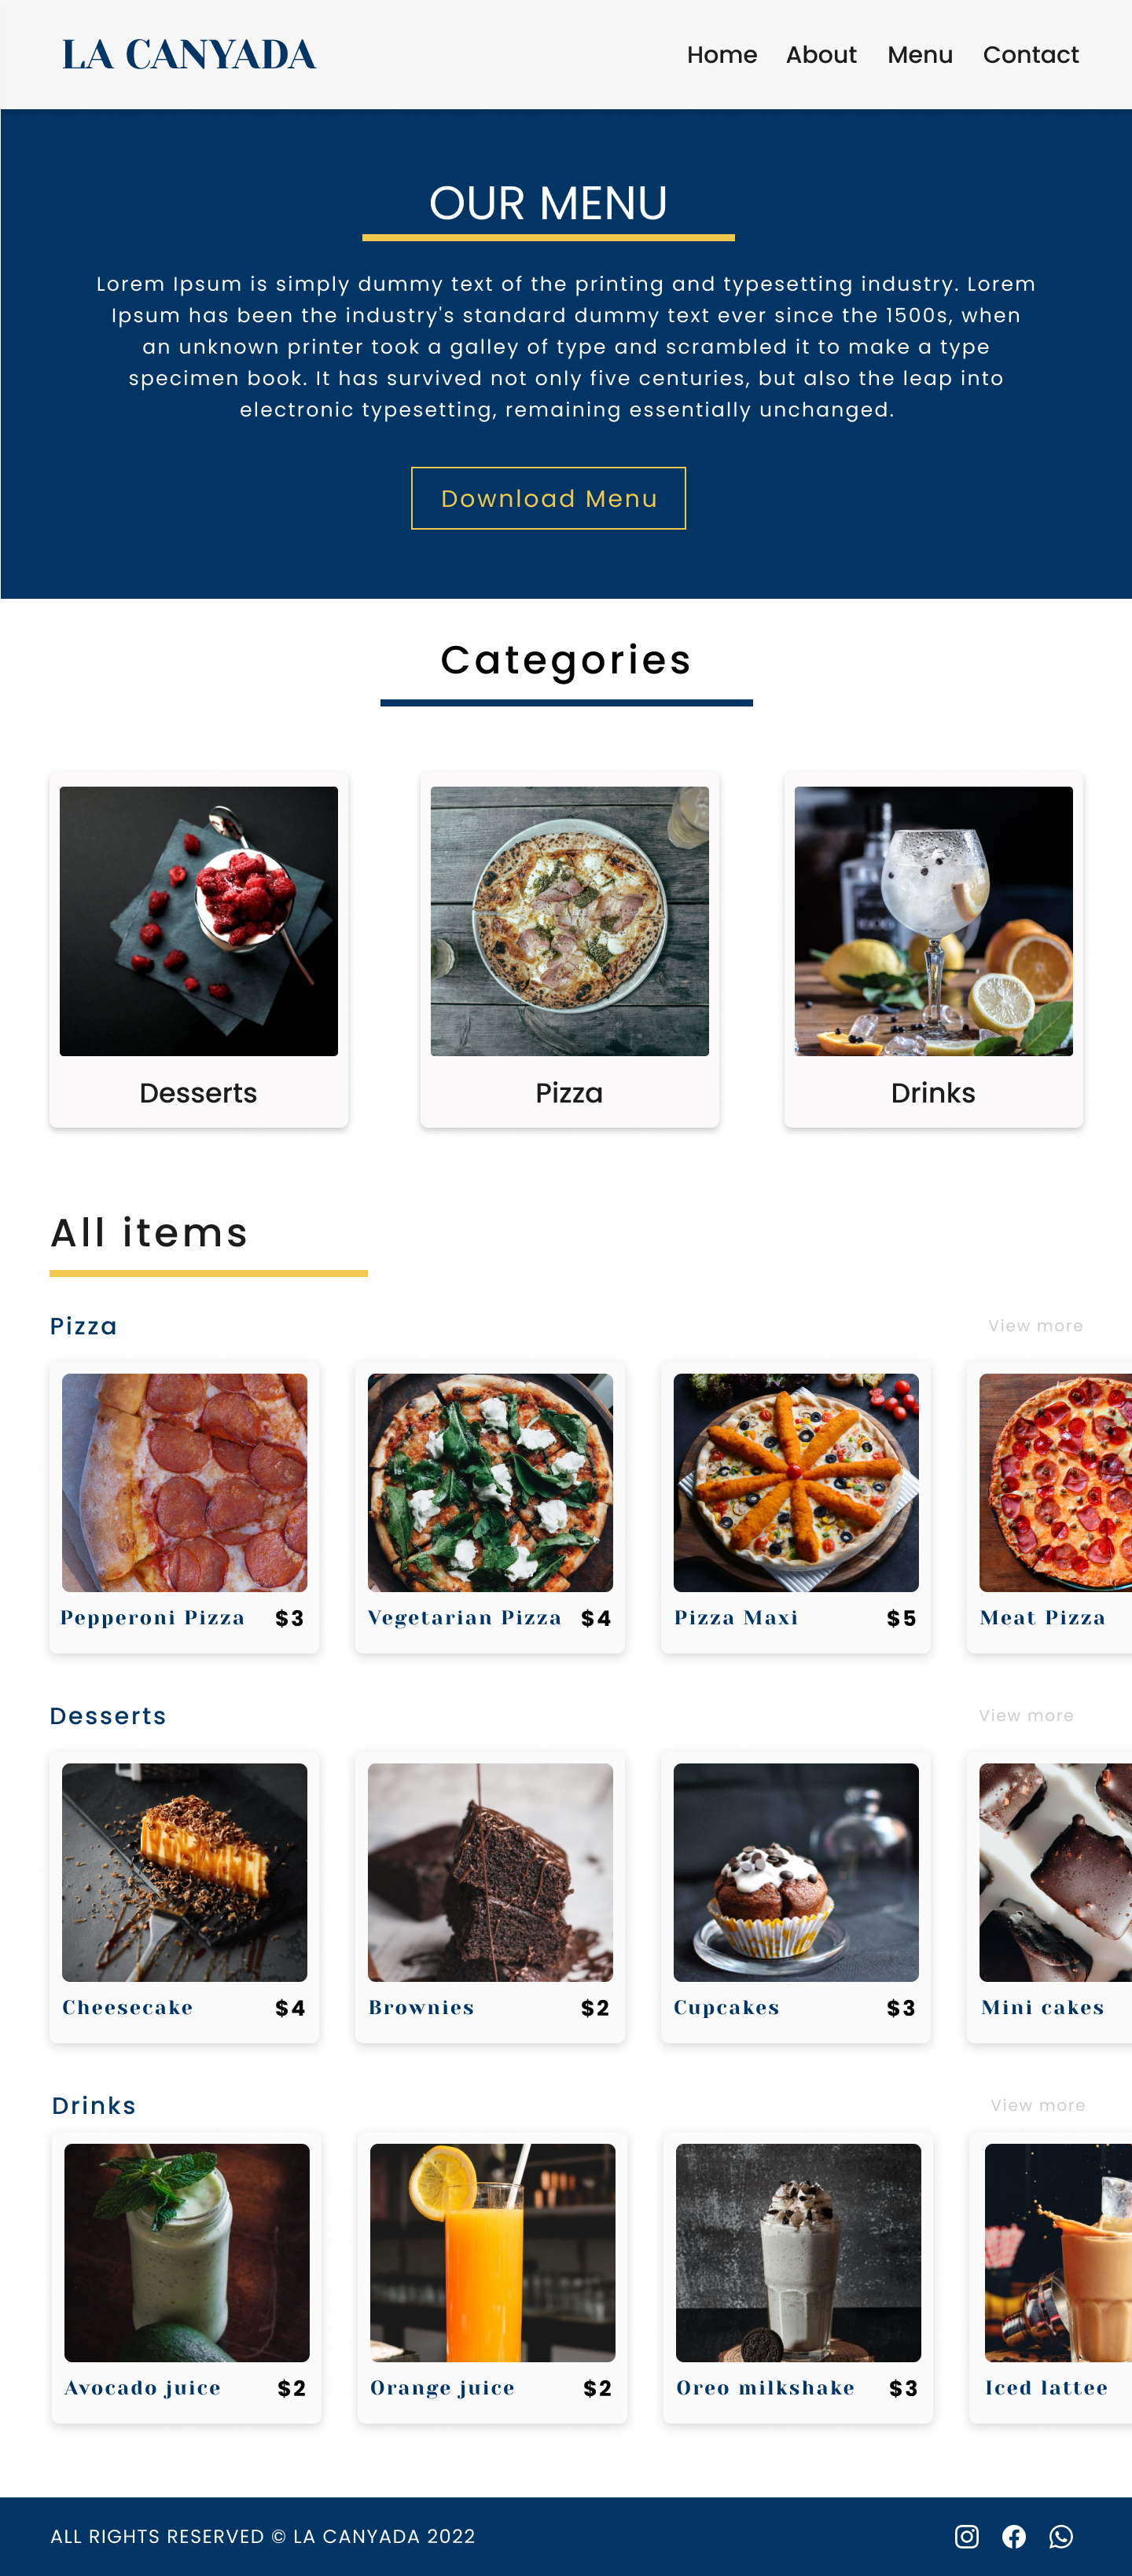 LA CANYADA
Home About Menu Contact
OUR MENU
Lorem Ipsum is simply dummy text of the printing and typesetting industry. Lorem
Ipsum has been the industry's standard dummy text ever since the 1500s, when
an unknown printer took a galley of type and scrambled it to make a type
specimen book. It has survived not only five centuries, but also the leap into
electronic typesetting, remaining essentially unchanged.
Download Menu
Categories
Desserts
Pizza
Drinks
All items
Pizza
View more
Pepperoni Pizza $3
Vegetarian Pizza $4
Pizza Maxi $5
Meat Pizza
Desserts
View more
Cheesecake $4
Brownies $2
Cupcakes $3
Mini cakes
Drinks
View more
Avocado juice $2
Orange juice $2
Oreo milkshake $3
Iced lattee
ALL RIGHTS RESERVED © LA CANYADA 2022